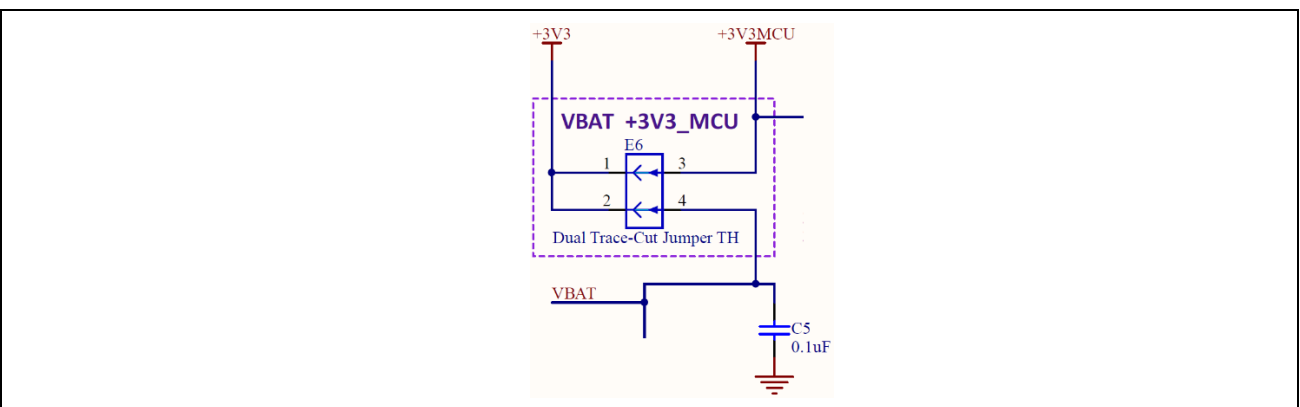 +3V3 +3V3MCU
VBAT +3V3_MCU
E6
1 3
2 4
Dual Trace-Cut Jumper TH
VBAT
C5
0.1uF